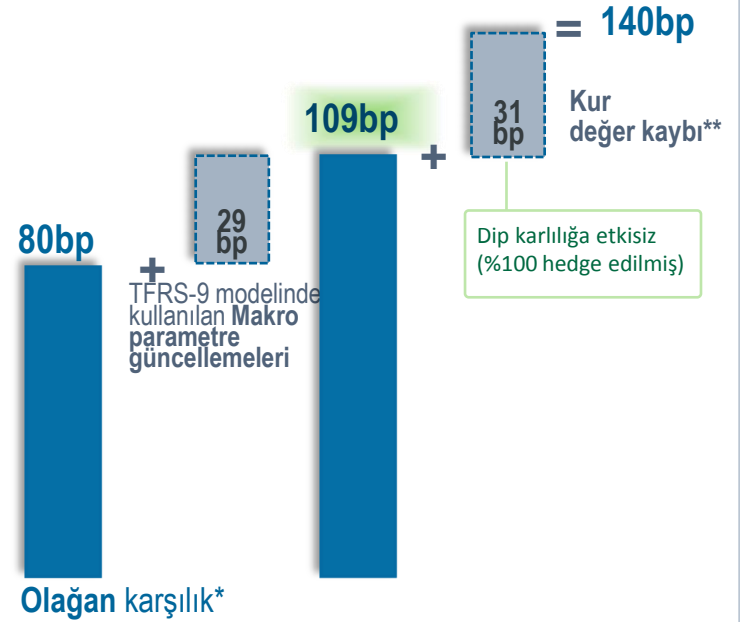 80bp
+
29
bp
TFRS-9 modelinde
kullanılan Makro
parametre
güncellemeleri
109bp
+
31
bp
= 140bp
Kur
değer kaybı**
Dip karlılığa etkisiz
(%100 hedge edilmiş)
Olağan karşılık*